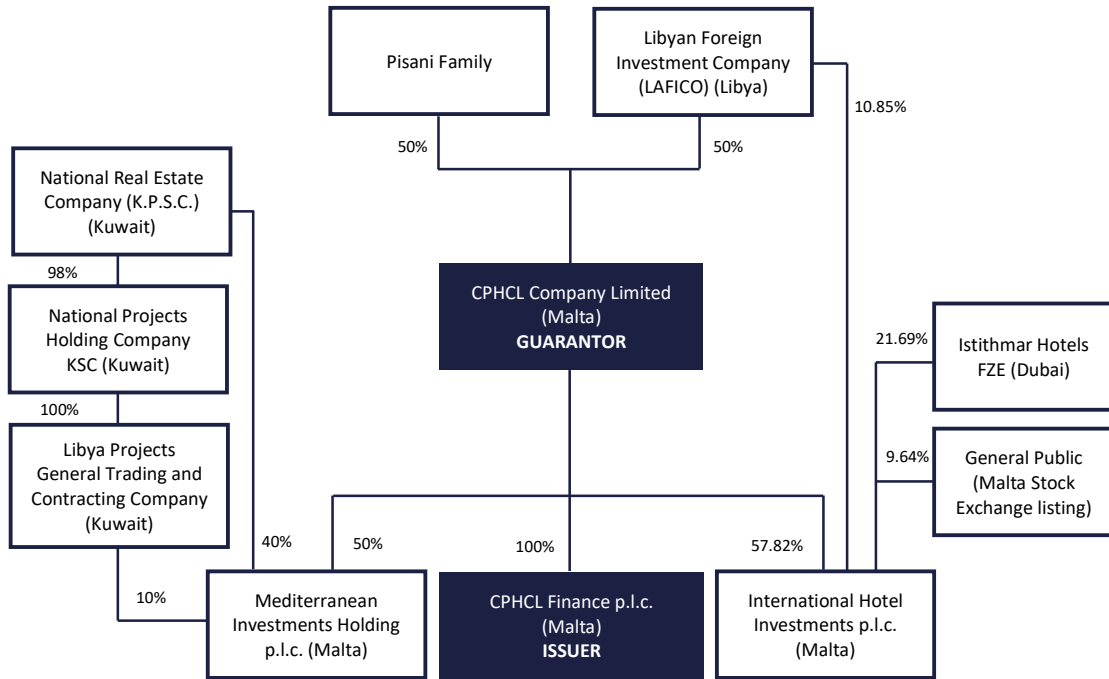 Pisani Family
Libyan Foreign
Investment Company
(LAFICO) (Libya)
10.85%
50%
50%
National Real Estate
Company (K.P.S.C.)
(Kuwait)
98%
National Projects
Holding Company
KSC (Kuwait)
100%
Libya Projects
General Trading and
Contracting Company
(Kuwait)
CPHCL Company Limited
(Malta)
GUARANTOR
21.69%
Istithmar Hotels
FZE (Dubai)
9.64%
General Public
(Malta Stock
Exchange listing)
40%
50%
100%
57.82%
10%
Mediterranean
Investments Holding
p.l.c. (Malta)
CPHCL Finance p.l.c.
(Malta)
ISSUER
International Hotel
Investments p.l.c.
(Malta)